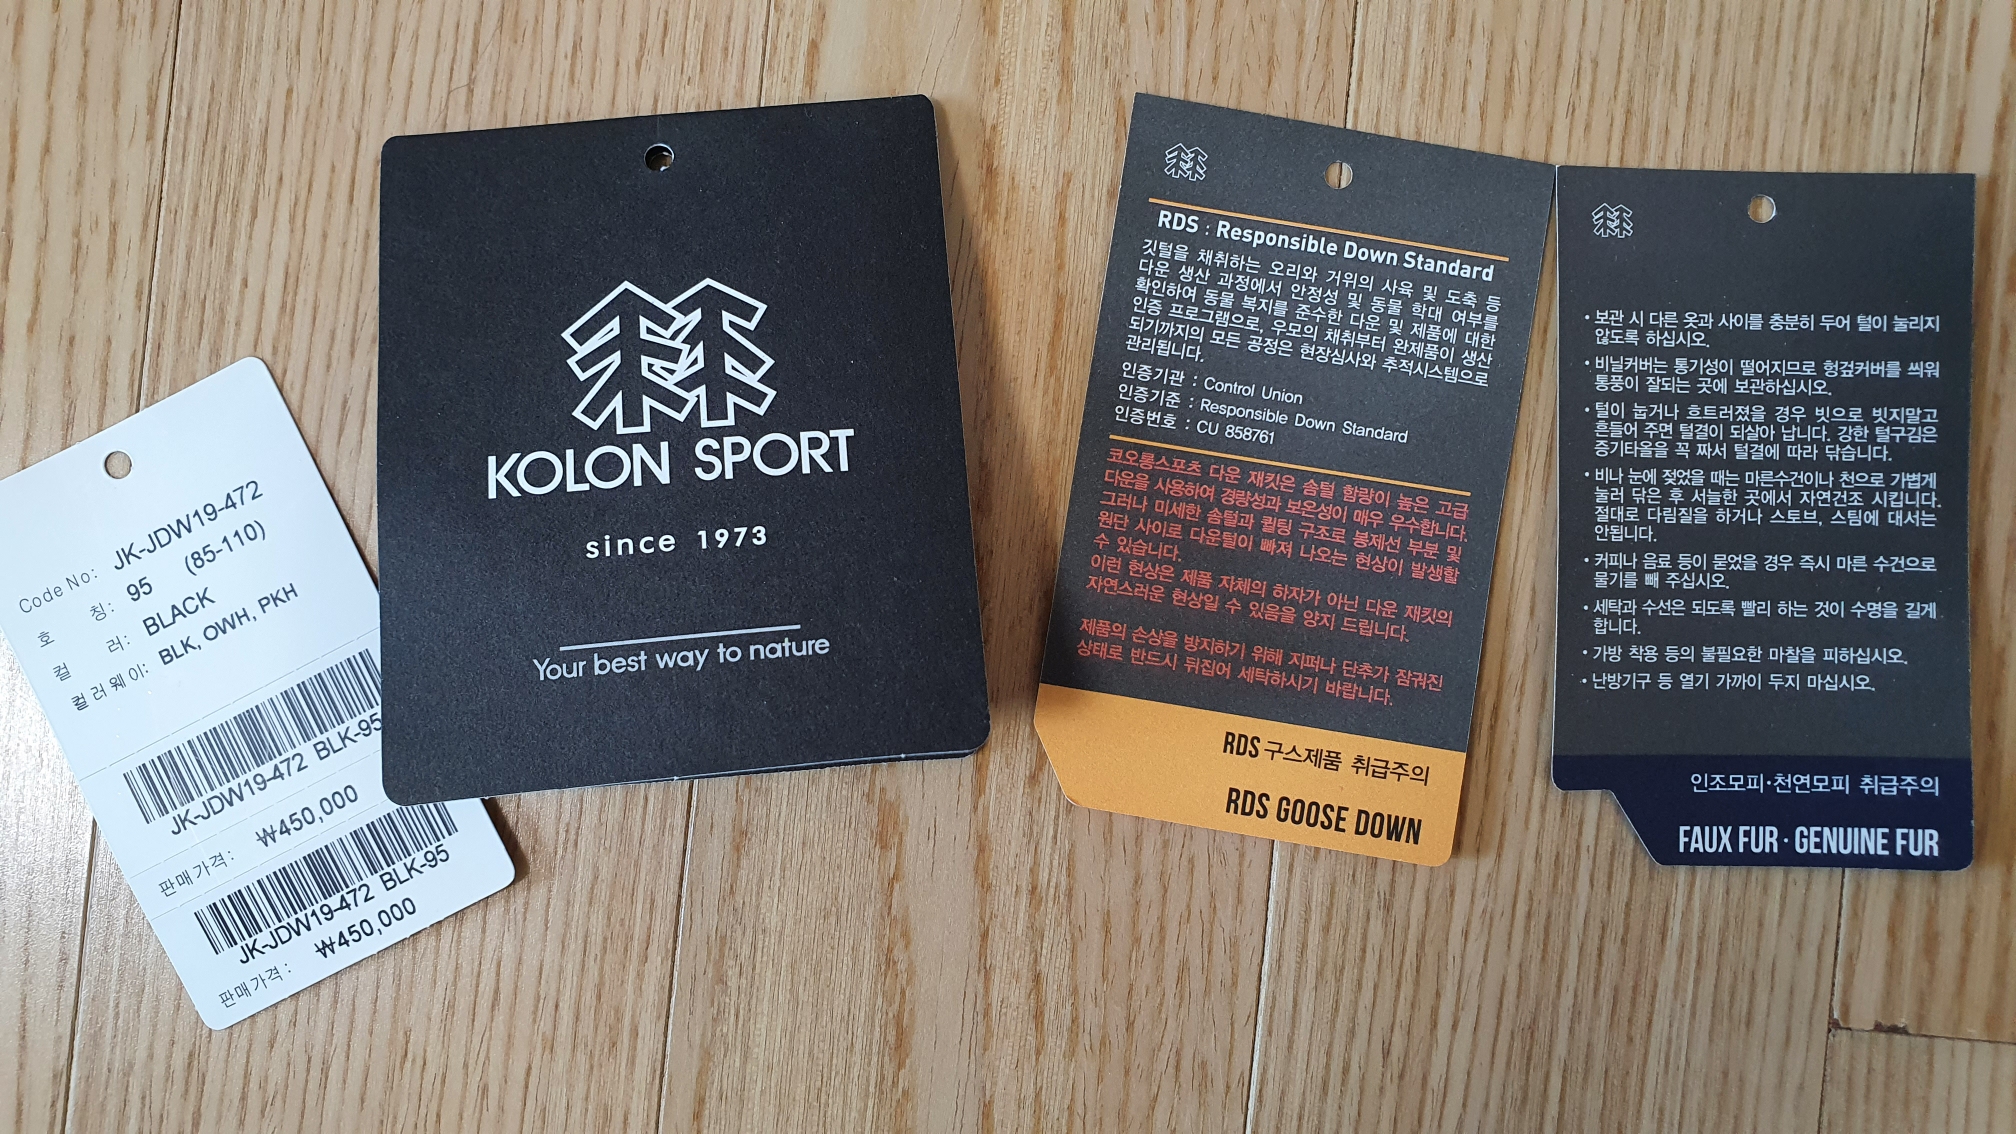 Code No: JK-JDW19-472
호 칭: 95 (85-110)
컬 러: BLACK
컬러웨이: BLK, OWH, PKH
JK-JDW19-472 BLK-95
판매가격: ₩450,000
JK-JDW19-472 BLK-95
판매가격: ₩450,000
KOLON SPORT
since 1973
Your best way to nature
RDS : Responsible Down Standard
깃털을 채취하는 오리와 거위의 사육 및 도축 등
다운 생산 과정에서 안정성 및 동물 학대 여부를
확인하여 동물 복지를 준수한 다운 및 제품에 대한
인증 프로그램으로, 우모의 채취부터 완제품이 생산
되기까지의 모든 공정은 현장심사와 추적시스템으로
관리됩니다.
인증기관 : Control Union
인증기준 : Responsible Down Standard
인증번호 : CU 858761
코오롱스포츠 다운 재킷은 솜털 함량이 높은 고급
다운을 사용하여 경량성과 보온성이 매우 우수합니다.
그러나 미세한 솜털과 퀼팅 구조로 봉제선 부분 및
원단 사이로 다운털이 빠져 나오는 현상이 발생할
수 있습니다.
이런 현상은 제품 자체의 하자가 아닌 다운 재킷의
자연스러운 현상일 수 있음을 양지 드립니다.
제품의 손상을 방지하기 위해 지퍼나 단추가 잠궈진
상태로 반드시 뒤집어 세탁하시기 바랍니다.
RDS 구스제품 취급주의
RDS GOOSE DOWN
• 보관 시 다른 옷과 사이를 충분히 두어 털이 눌리지
않도록 하십시오.
• 비닐커버는 통기성이 떨어지므로 헝겊커버를 씌워
통풍이 잘되는 곳에 보관하십시오.
• 털이 눕거나 흐트러졌을 경우 빗으로 빗지말고
흔들어 주면 털결이 되살아 납니다. 강한 털구김은
증기타올을 꼭 짜서 털결에 따라 닦습니다.
• 비나 눈에 젖었을 때는 마른수건이나 천으로 가볍게
눌러 닦은 후 서늘한 곳에서 자연건조 시킵니다.
절대로 다림질을 하거나 스토브, 스팀에 대서는
안됩니다.
• 커피나 음료 등이 묻었을 경우 즉시 마른 수건으로
물기를 빼 주십시오.
• 세탁과 수선은 되도록 빨리 하는 것이 수명을 길게
합니다.
• 가방 착용 등의 불필요한 마찰을 피하십시오.
• 난방기구 등 열기 가까이 두지 마십시오.
인조모피·천연모피 취급주의
FAUX FUR · GENUINE FUR